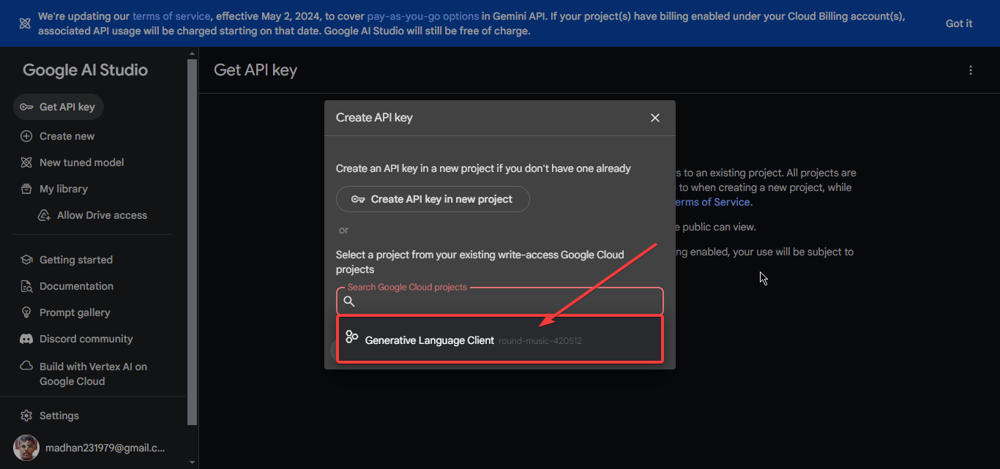 We're updating our terms of service, effective May 2, 2024, to cover pay-as-you-go options in Gemini API. If your project(s) have billing enabled under your Cloud Billing account(s),
associated API usage will be charged starting on that date. Google AI Studio will still be free of charge.
Got it
Google AI Studio
Get API key
Create new
New tuned model
My library
Allow Drive access
Getting started
Documentation
Prompt gallery
Discord community
Build with Vertex AI on
Google Cloud
Settings
madhan231979@gmail.c...
Get API key
Create API key
Create an API key in a new project if you don't have one already
Create API key in new project
or
Select a project from your existing write-access Google Cloud
projects
Search Google Cloud projects
Generative Language Client round-music-420512
to an existing project. All projects are
to when creating a new project, while
erms of Service.
public can view.
ng enabled, your use will be subject to